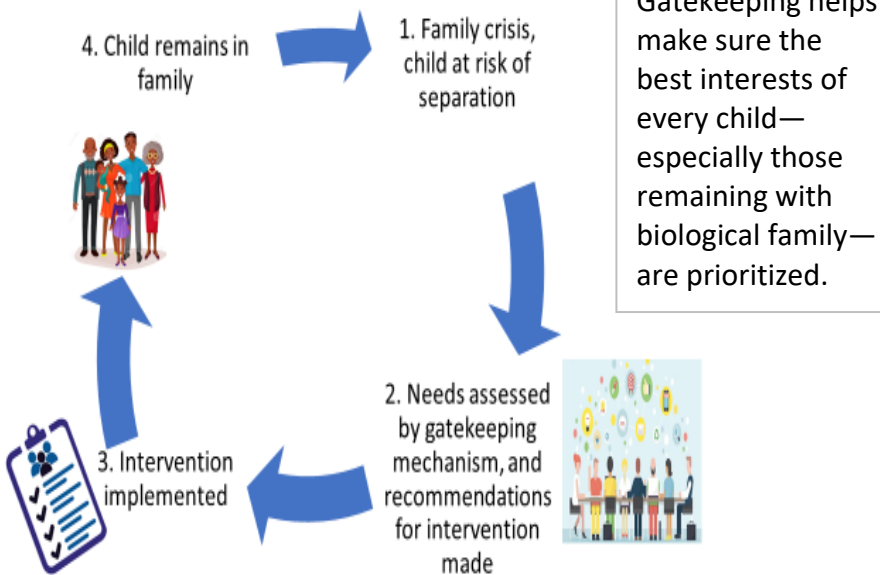 4. Child remains in
family
1. Family crisis,
child at risk of
separation
Gatekeeping helps
make sure the
best interests of
every child—
especially those
remaining with
biological family—
are prioritized.
2. Needs assessed
by gatekeeping
mechanism, and
recommendations
for intervention
made
3. Intervention
implemented